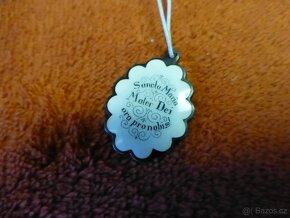 Sancta Maria
Mater Dei
ora pro nobis!
Bazos.cz